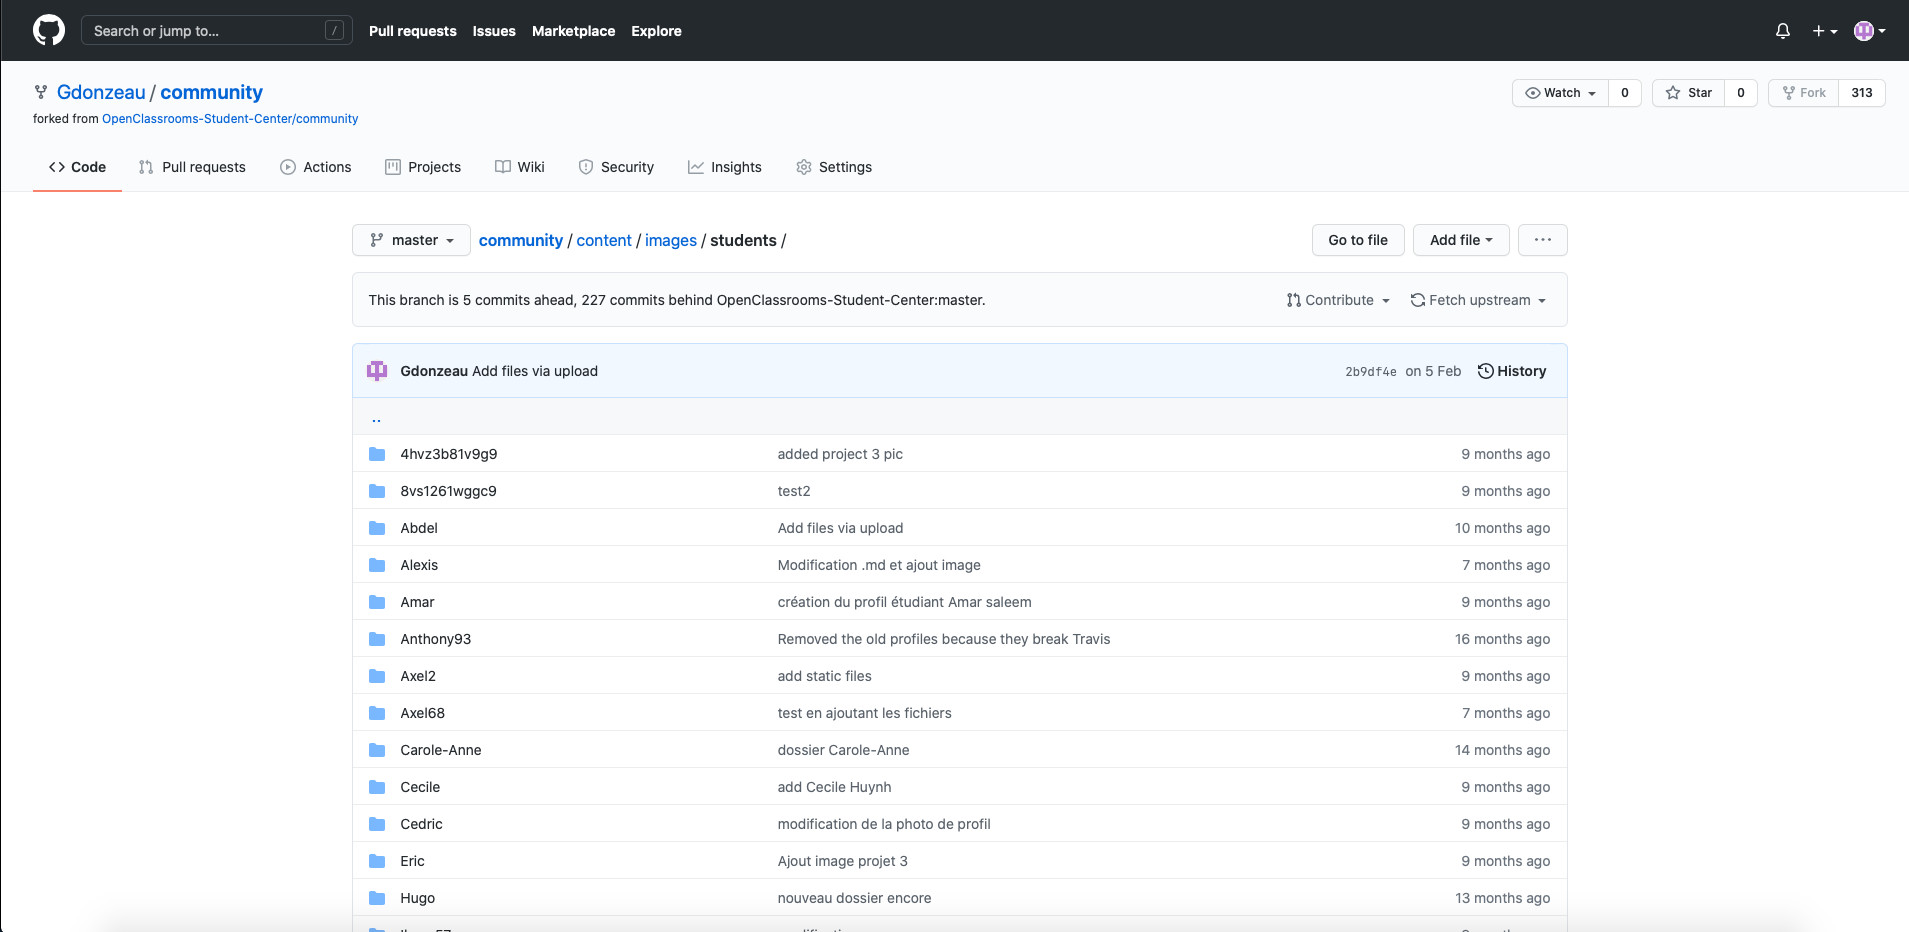 Search or jump to... /
Pull requests Issues Marketplace Explore
Gdonzeau / community
forked from OpenClassrooms-Student-Center/community
Watch 0 Star 0 Fork 313
Code Pull requests Actions Projects Wiki Security Insights Settings
master community / content / images / students / Go to file Add file ...
This branch is 5 commits ahead, 227 commits behind OpenClassrooms-Student-Center:master. Contribute Fetch upstream
Gdonzeau Add files via upload 2b9df4e on 5 Feb History
..
4hvz3b81v9g9 added project 3 pic 9 months ago
8vs1261wggc9 test2 9 months ago
Abdel Add files via upload 10 months ago
Alexis Modification .md et ajout image 7 months ago
Amar création du profil étudiant Amar saleem 9 months ago
Anthony93 Removed the old profiles because they break Travis 16 months ago
Axel2 add static files 9 months ago
Axel68 test en ajoutant les fichiers 7 months ago
Carole-Anne dossier Carole-Anne 14 months ago
Cecile add Cecile Huynh 9 months ago
Cedric modification de la photo de profil 9 months ago
Eric Ajout image projet 3 9 months ago
Hugo nouveau dossier encore 13 months ago